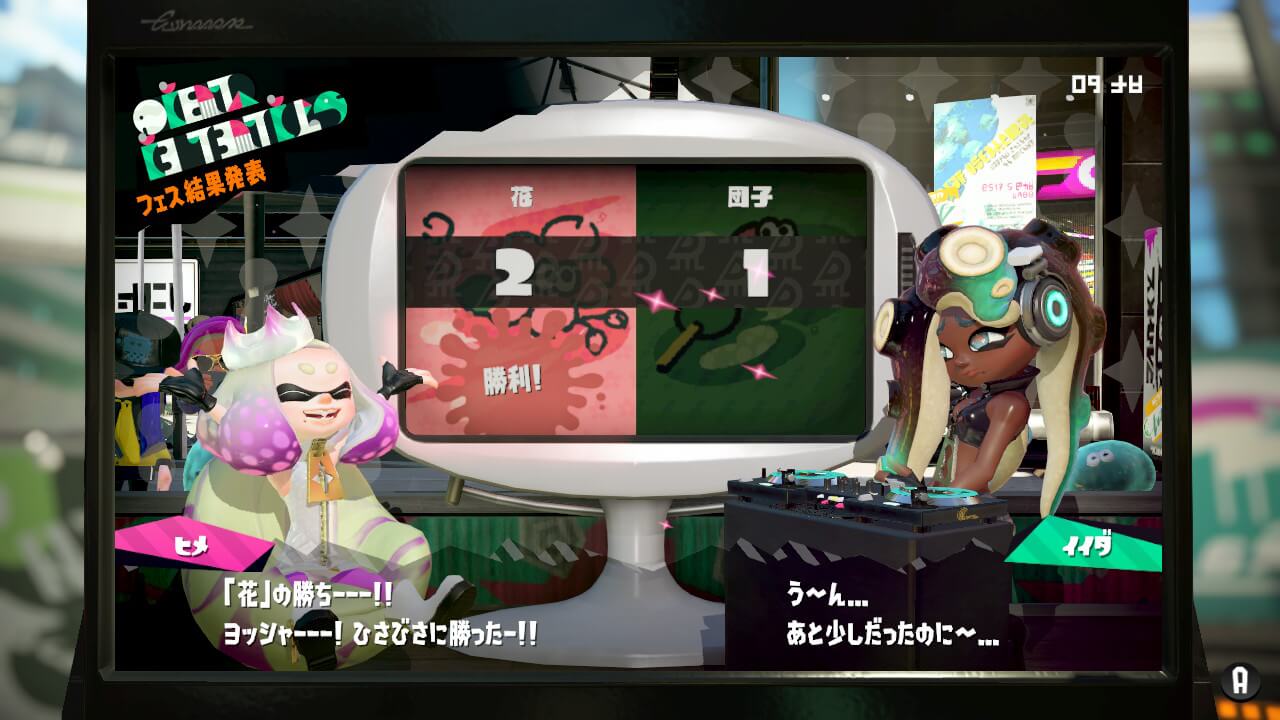 フェス結果発表
花
団子
2
1
勝利!
ヒメ
「花」の勝ちーーー!!
ヨッシャーーー! ひさびさに勝ったー!!
イイダ
う〜ん...
あと少しだったのに〜...
A